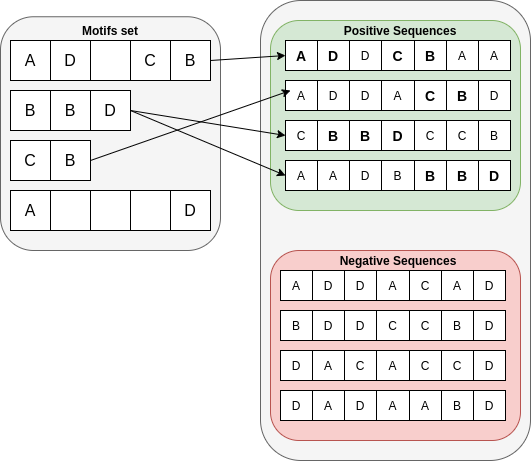 Motifs set
A D C B
B B D
C B
A D
Positive Sequences
A D D C B A A
A D D A C B D
C B B D C C B
A A D B B B D
Negative Sequences
A D D A C A D
B D D C C B D
D A C A C C D
D A D A A B D